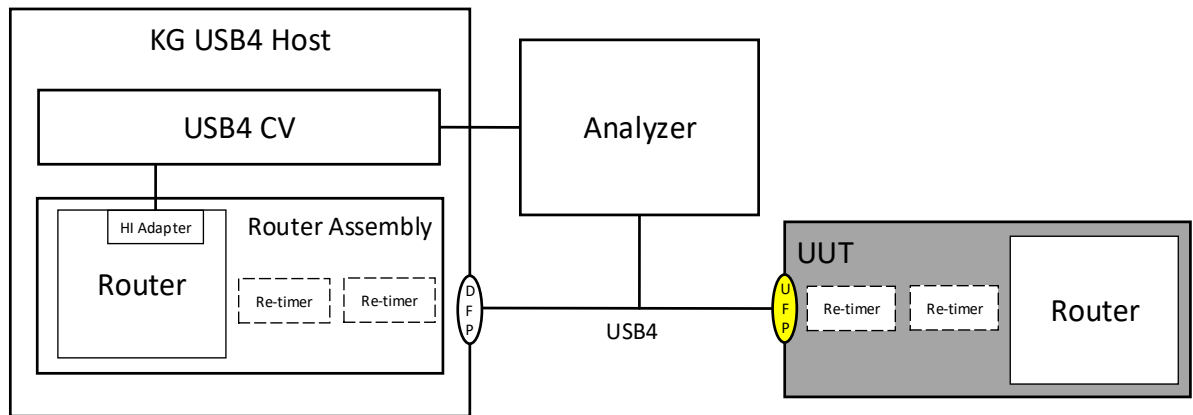 KG USB4 Host
USB4 CV
Analyzer
HI Adapter
Router Assembly
Router
Re-timer
Re-timer
D
F
P
USB4
U
F
P
UUT
Re-timer
Re-timer
Router